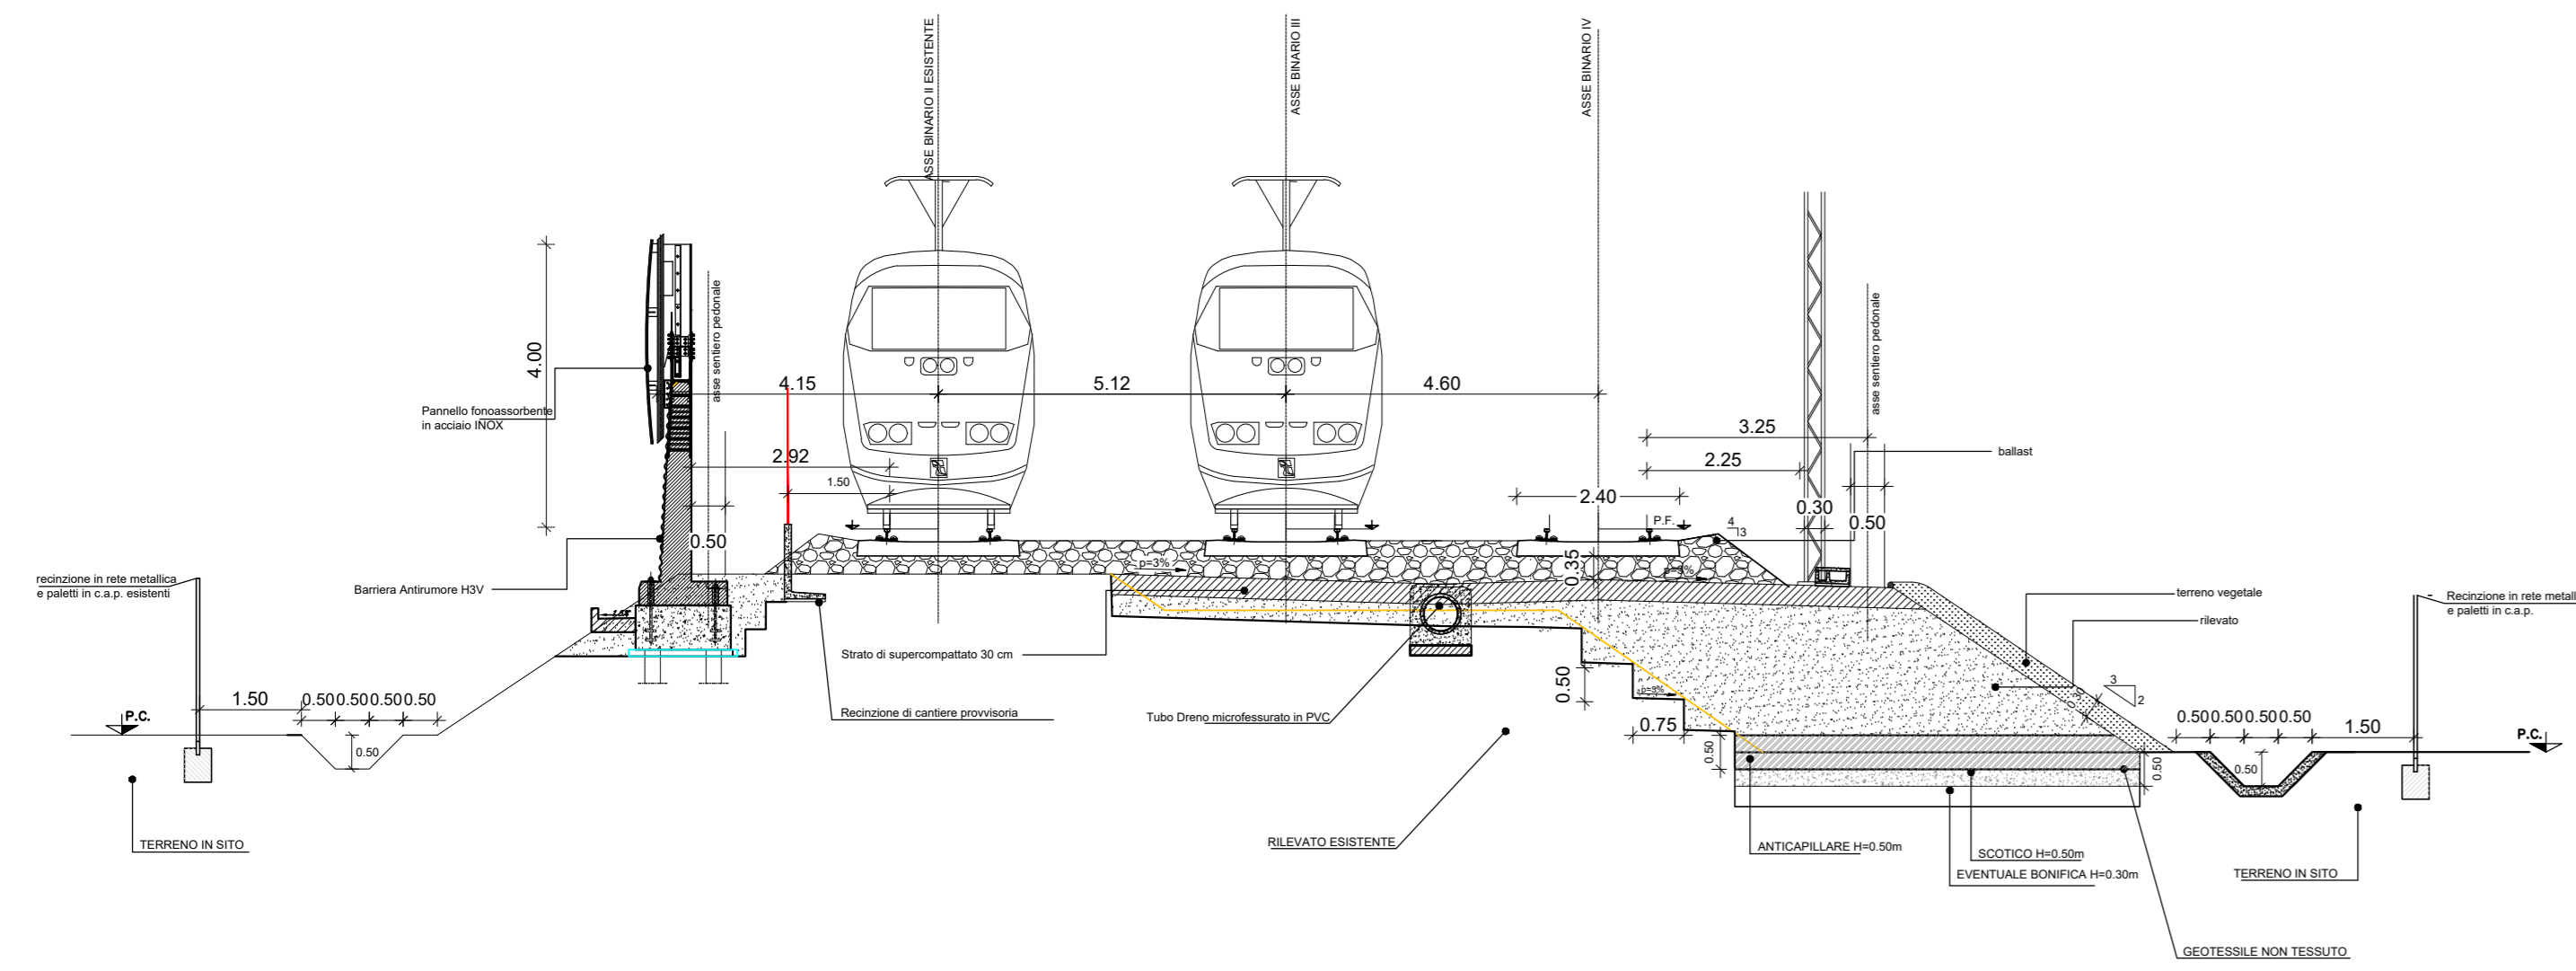 ASSE BINARIO II ESISTENTE
ASSE BINARIO III
ASSE BINARIO IV
4.00
asse sentiero pedonale
asse sentiero pedonale
4.15
5.12
4.60
Pannello fonoassorbente
in acciaio INOX
3.25
2.92
2.25
ballast
1.50
2.40
0.30
0.50
P.F.
4
3
0.50
0.35
p=3%
p=3%
recinzione in rete metallica
e paletti in c.a.p. esistenti
Barriera Antirumore H3V
terreno vegetale
Recinzione in rete metall
e paletti in c.a.p.
rilevato
Strato di supercompattato 30 cm
0.50
p=3%
3
2
0.30
1.50
0.50
0.50
0.50
0.50
P.C.
Recinzione di cantiere provvisoria
Tubo Dreno microfessurato in PVC
0.75
0.50
0.50
0.50
0.50
1.50
P.C.
0.50
0.50
0.50
0.50
TERRENO IN SITO
RILEVATO ESISTENTE
ANTICAPILLARE H=0.50m
SCOTICO H=0.50m
EVENTUALE BONIFICA H=0.30m
TERRENO IN SITO
GEOTESSILE NON TESSUTO